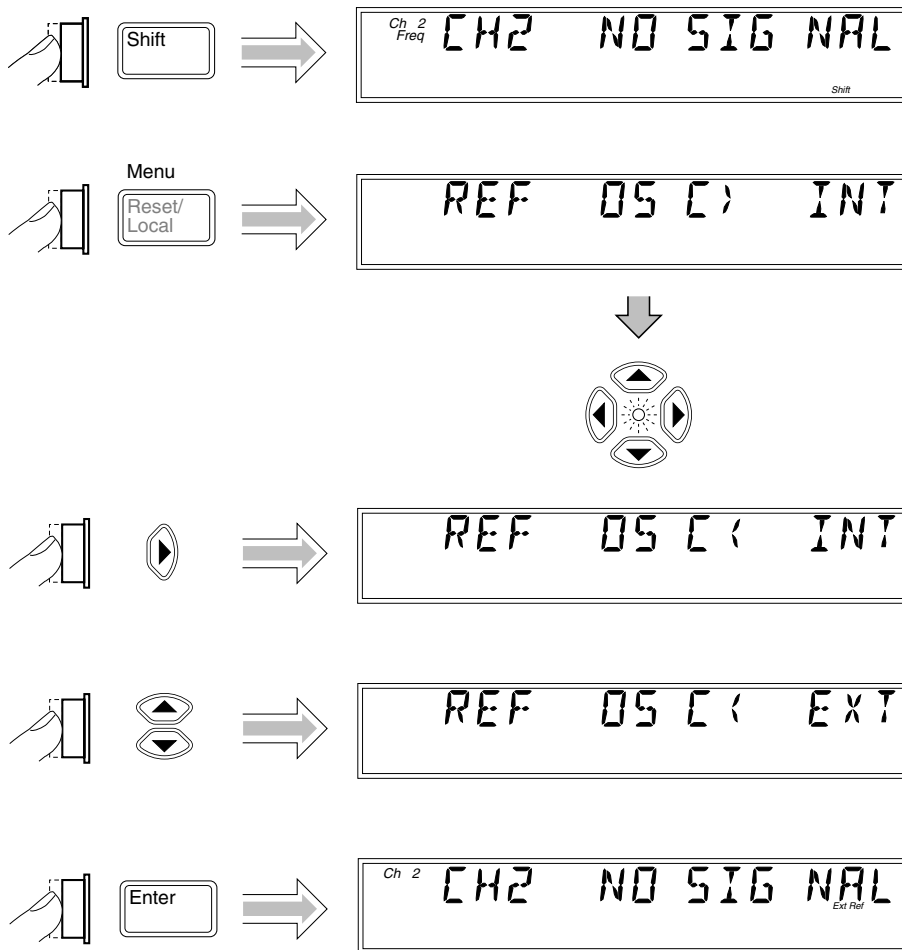 Shift
Ch 2
Freq
CH2 NO SIG NAL
Shift
Menu
Reset/
Local
REF OS C> INT
REF OS C< INT
REF OS C< EXT
Enter
Ch 2
CH2 NO SIG NAL
Ext Ref